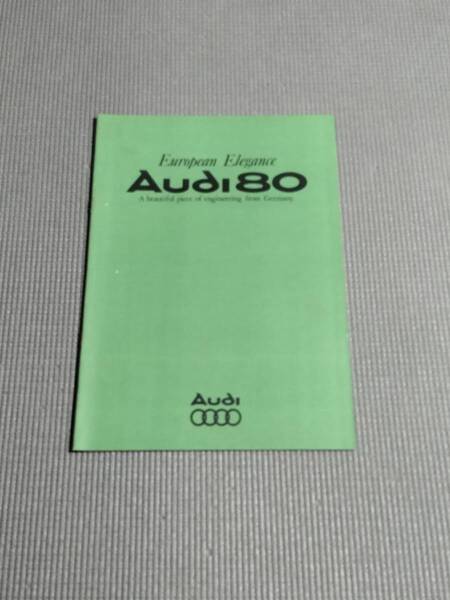 European Elegance
Audi 80
A beautiful piece of engineering from Germany
Audi